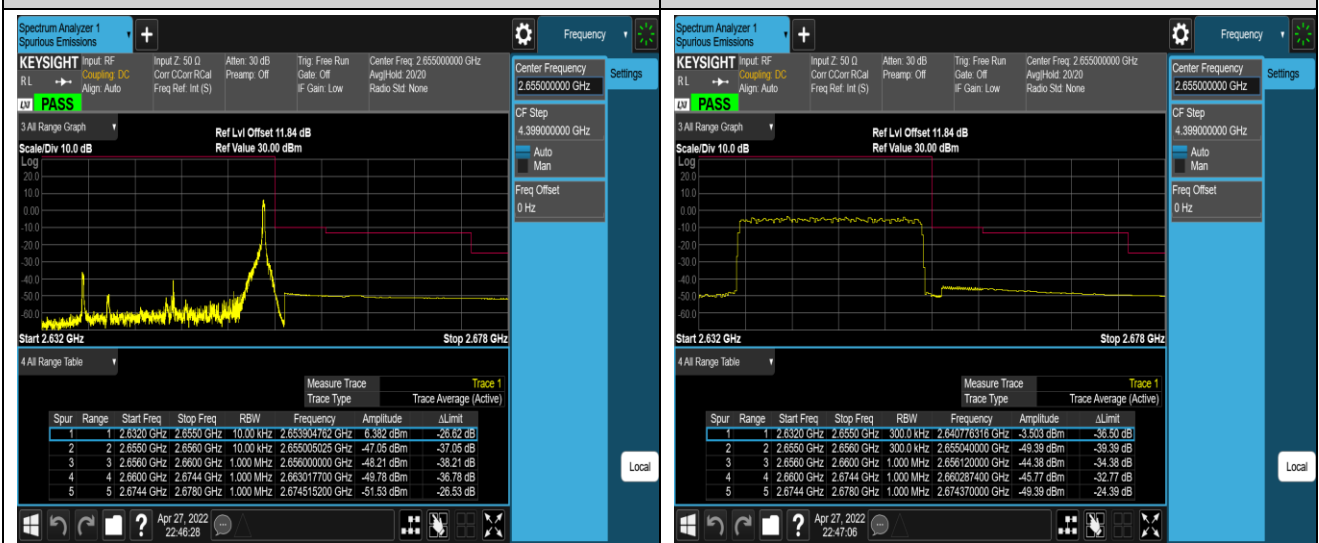 Spectrum Analyzer 1
Spurious Emissions
+
Frequency
KEYSIGHT Input: RF Input Z: 50 Ω Atten: 30 dB Trig: Free Run Center Freq: 2.655000000 GHz
RL Coupling: DC Corr CCorr RCal Preamp: Off Gate: Off Avg|Hold: 20/20
Align: Auto Freq Ref: Int (S) IF Gain: Low Radio Std: None
LXI PASS
3 All Range Graph
Ref Lvl Offset 11.84 dB
Scale/Div 10.0 dB Ref Value 30.00 dBm
Log
20.0
10.0
0.00
-10.0
-20.0
-30.0
-40.0
-50.0
-60.0
Start 2.632 GHz Stop 2.678 GHz
4 All Range Table
Measure Trace Trace 1
Trace Type Trace Average (Active)
Spur Range Start Freq Stop Freq RBW Frequency Amplitude ΔLimit
1 1 2.6320 GHz 2.6550 GHz 10.00 kHz 2.653904762 GHz 6.382 dBm -26.62 dB
2 2 2.6550 GHz 2.6560 GHz 10.00 kHz 2.655005025 GHz -47.05 dBm -37.05 dB
3 3 2.6560 GHz 2.6600 GHz 1.000 MHz 2.656000000 GHz -48.21 dBm -38.21 dB
4 4 2.6600 GHz 2.6744 GHz 1.000 MHz 2.663017700 GHz -49.78 dBm -36.78 dB
5 5 2.6744 GHz 2.6780 GHz 1.000 MHz 2.674515200 GHz -51.53 dBm -26.53 dB
Center Frequency
2.655000000 GHz
Settings
CF Step
4.399000000 GHz
Auto
Man
Freq Offset
0 Hz
Local
?
Apr 27, 2022
22:46:28
Spectrum Analyzer 1
Spurious Emissions
+
Frequency
KEYSIGHT Input: RF Input Z: 50 Ω Atten: 30 dB Trig: Free Run Center Freq: 2.655000000 GHz
RL Coupling: DC Corr CCorr RCal Preamp: Off Gate: Off Avg|Hold: 20/20
Align: Auto Freq Ref: Int (S) IF Gain: Low Radio Std: None
LXI PASS
3 All Range Graph
Ref Lvl Offset 11.84 dB
Scale/Div 10.0 dB Ref Value 30.00 dBm
Log
20.0
10.0
0.00
-10.0
-20.0
-30.0
-40.0
-50.0
-60.0
Start 2.632 GHz Stop 2.678 GHz
4 All Range Table
Measure Trace Trace 1
Trace Type Trace Average (Active)
Spur Range Start Freq Stop Freq RBW Frequency Amplitude ΔLimit
1 1 2.6320 GHz 2.6550 GHz 300.0 kHz 2.640776316 GHz -3.503 dBm -36.50 dB
2 2 2.6550 GHz 2.6560 GHz 300.0 kHz 2.655040000 GHz -49.39 dBm -39.39 dB
3 3 2.6560 GHz 2.6600 GHz 1.000 MHz 2.656120000 GHz -44.38 dBm -34.38 dB
4 4 2.6600 GHz 2.6744 GHz 1.000 MHz 2.660287400 GHz -45.77 dBm -32.77 dB
5 5 2.6744 GHz 2.6780 GHz 1.000 MHz 2.674370000 GHz -49.39 dBm -24.39 dB
Center Frequency
2.655000000 GHz
Settings
CF Step
4.399000000 GHz
Auto
Man
Freq Offset
0 Hz
Local
?
Apr 27, 2022
22:47:06